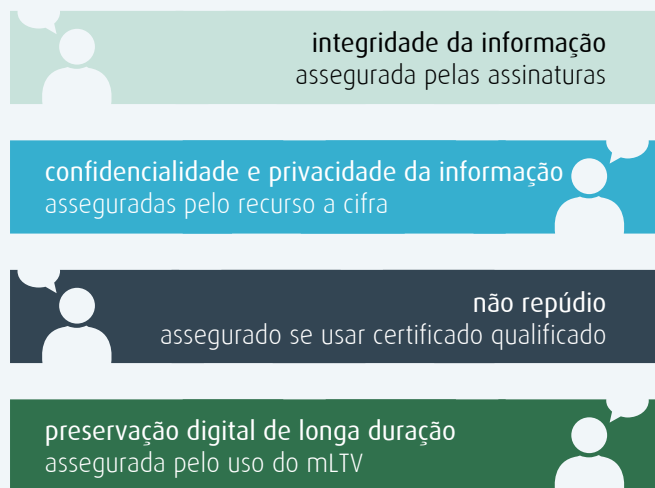 integridade da informação
assegurada pelas assinaturas
confidencialidade e privacidade da informação
asseguradas pelo recurso a cifra
não repúdio
assegurado se usar certificado qualificado
preservação digital de longa duração
assegurada pelo uso do mLTV